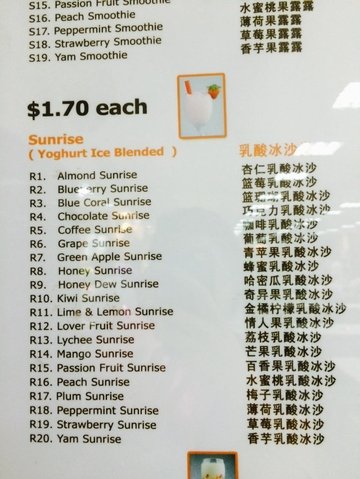 S15. Passion Fruit Smoothie
S16. Peach Smoothie 水蜜桃果露露
S17. Peppermint Smoothie 薄荷果露露
S18. Strawberry Smoothie 草莓果露露
S19. Yam Smoothie 香芋果露露
$1.70 each
Sunrise
( Yoghurt Ice Blended ) 乳酸冰沙
R1. Almond Sunrise 杏仁乳酸冰沙
R2. Blueberry Sunrise 蓝莓乳酸冰沙
R3. Blue Coral Sunrise 蓝珊瑚乳酸冰沙
R4. Chocolate Sunrise 巧克力乳酸冰沙
R5. Coffee Sunrise 咖啡乳酸冰沙
R6. Grape Sunrise 葡萄乳酸冰沙
R7. Green Apple Sunrise 青苹果乳酸冰沙
R8. Honey Sunrise 蜂蜜乳酸冰沙
R9. Honey Dew Sunrise 哈密瓜乳酸冰沙
R10. Kiwi Sunrise 奇异果乳酸冰沙
R11. Lime & Lemon Sunrise 金橘柠檬乳酸冰沙
R12. Lover Fruit Sunrise 情人果乳酸冰沙
R13. Lychee Sunrise 荔枝乳酸冰沙
R14. Mango Sunrise 芒果乳酸冰沙
R15. Passion Fruit Sunrise 百香果乳酸冰沙
R16. Peach Sunrise 水蜜桃乳酸冰沙
R17. Plum Sunrise 梅子乳酸冰沙
R18. Peppermint Sunrise 薄荷乳酸冰沙
R19. Strawberry Sunrise 草莓乳酸冰沙
R20. Yam Sunrise 香芋乳酸冰沙